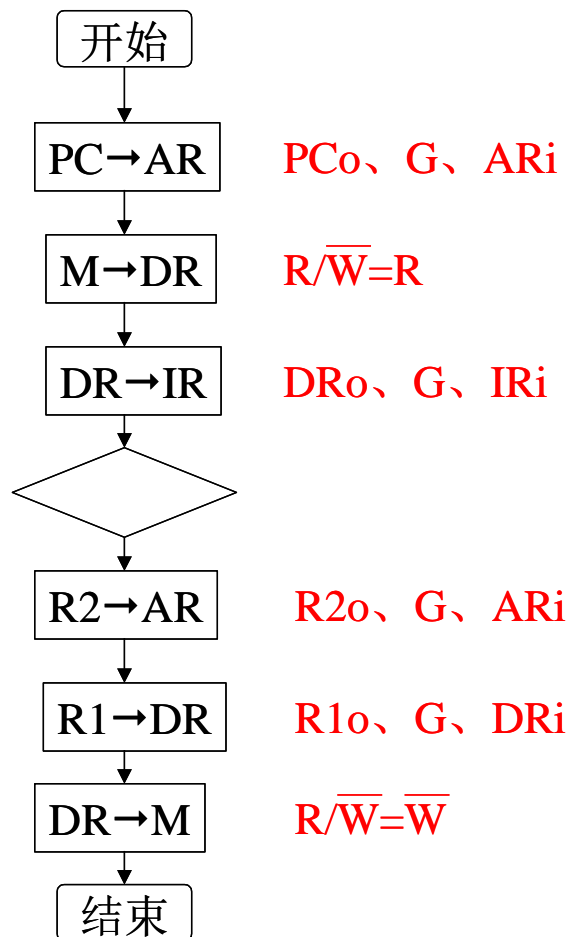 开始
PC→AR PCo、G、ARi
M→DR R/W̅=R
DR→IR DRo、G、IRi
R2→AR R2o、G、ARi
R1→DR R1o、G、DRi
DR→M R/W̅=W̅
结束